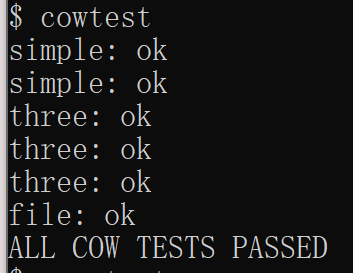 $ cowtest
simple: ok
simple: ok
three: ok
three: ok
three: ok
file: ok
ALL COW TESTS PASSED